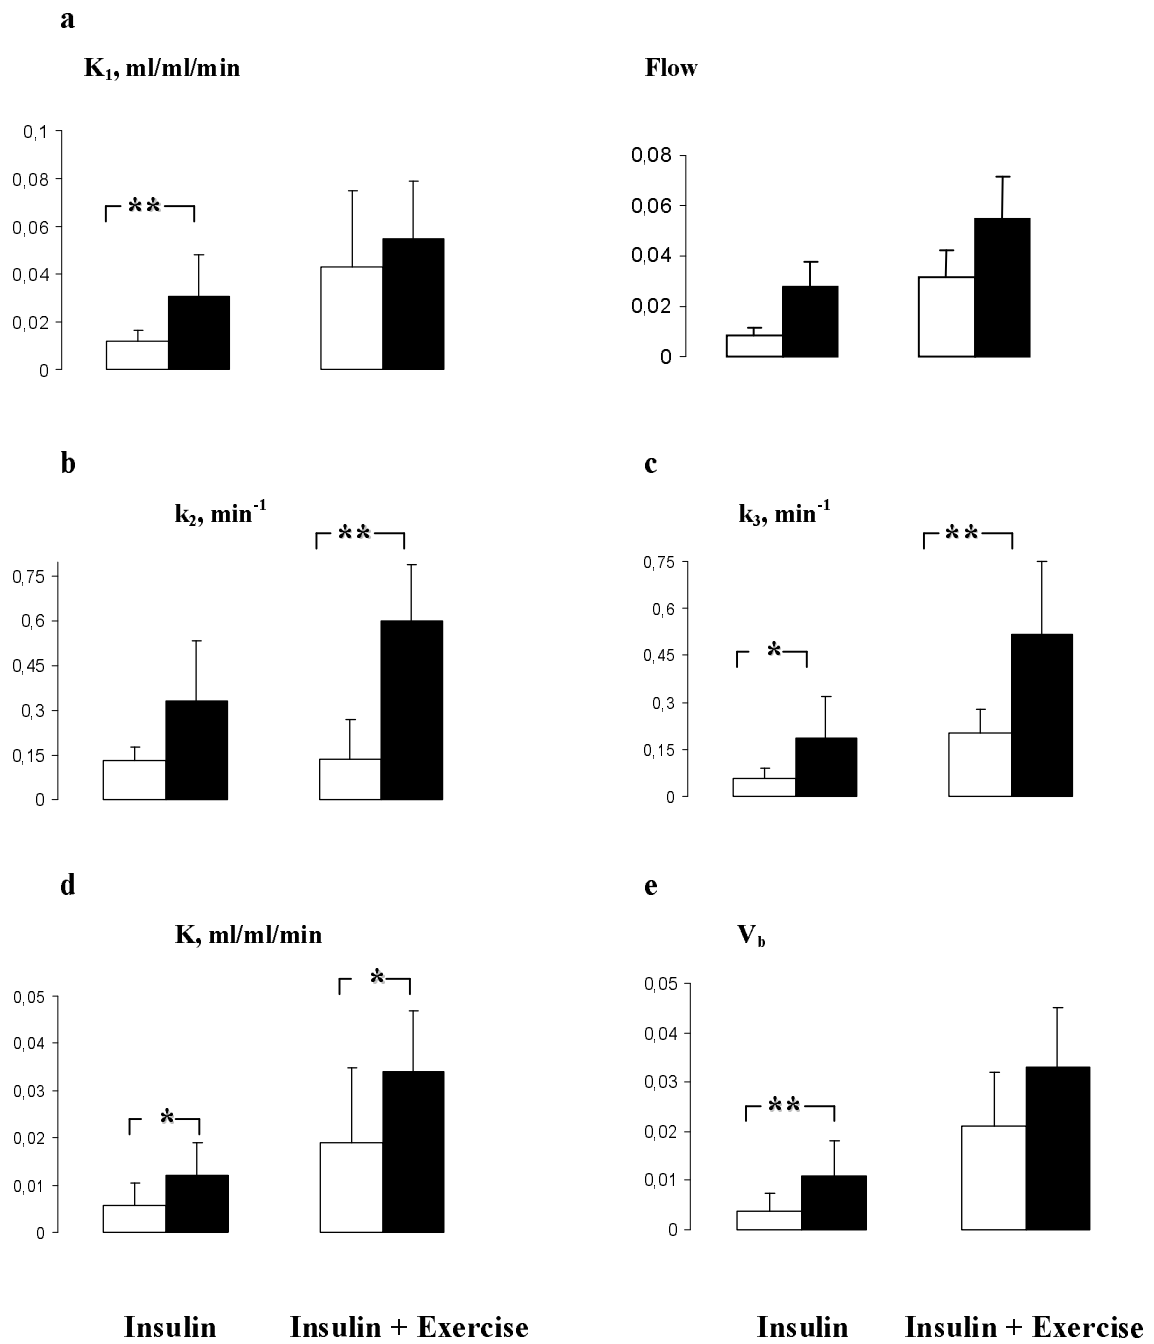 a
K1, ml/ml/min
0,1
0,08
0,06
0,04
0,02
0
**
Flow
0,08
0,06
0,04
0,02
0
b
k2, min-1
0,75
0,6
0,45
0,3
0,15
0
**
c
k3, min-1
0,75
0,6
0,45
0,3
0,15
0
*
**
d
K, ml/ml/min
0,05
0,04
0,03
0,02
0,01
0
*
*
e
Vb
0,05
0,04
0,03
0,02
0,01
0
**
Insulin
Insulin + Exercise
Insulin
Insulin + Exercise